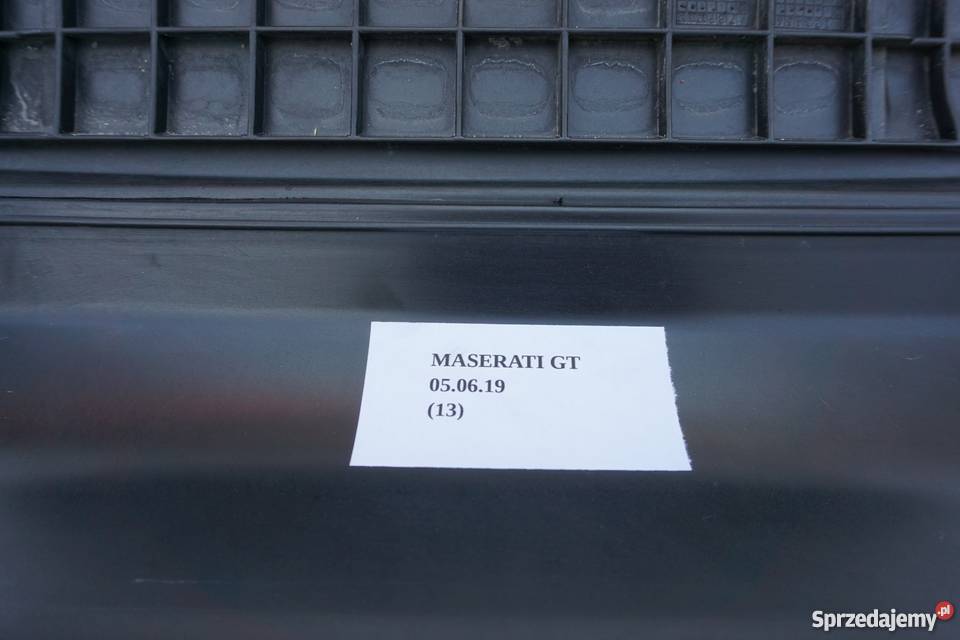 MASERATI GT
05.06.19
(13)
Sprzedajemy.pl